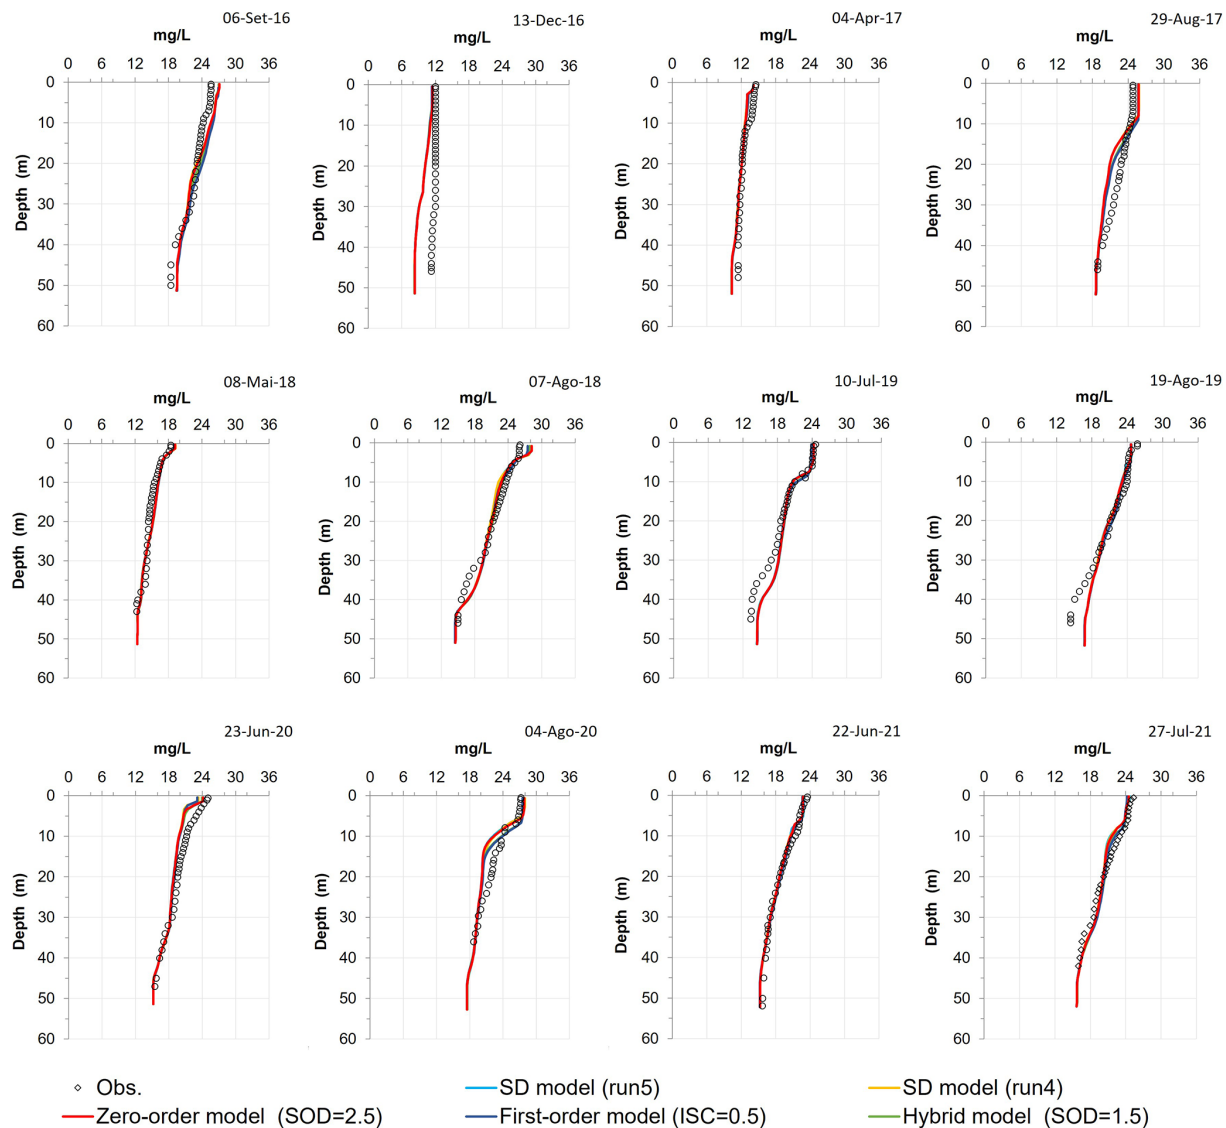 06-Set-16 13-Dec-16 04-Apr-17 29-Aug-17
mg/L mg/L mg/L mg/L
0 6 12 18 24 30 36 0 6 12 18 24 30 36 0 6 12 18 24 30 36 0 6 12 18 24 30 36
0 0 0 0
10 10 10 10
20 20 20 20
Depth (m) Depth (m) Depth (m) Depth (m)
30 30 30 30
40 40 40 40
50 50 50 50
60 60 60 60
08-Mai-18 07-Ago-18 10-Jul-19 19-Ago-19
mg/L mg/L mg/L mg/L
0 6 12 18 24 30 36 0 6 12 18 24 30 36 0 6 12 18 24 30 36 0 6 12 18 24 30 36
0 0 0 0
10 10 10 10
20 20 20 20
Depth (m) Depth (m) Depth (m) Depth (m)
30 30 30 30
40 40 40 40
50 50 50 50
60 60 60 60
23-Jun-20 04-Ago-20 22-Jun-21 27-Jul-21
mg/L mg/L mg/L mg/L
0 6 12 18 24 30 36 0 6 12 18 24 30 36 0 6 12 18 24 30 36 0 6 12 18 24 30 36
0 0 0 0
10 10 10 10
20 20 20 20
Depth (m) Depth (m) Depth (m) Depth (m)
30 30 30 30
40 40 40 40
50 50 50 50
60 60 60 60
Obs. SD model (run5) SD model (run4)
Zero-order model (SOD=2.5) First-order model (ISC=0.5) Hybrid model (SOD=1.5)